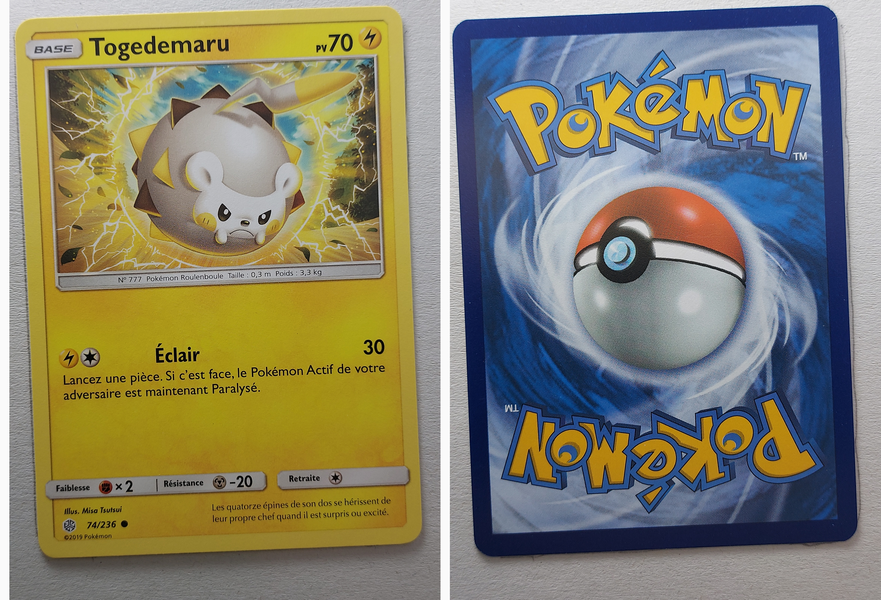 BASE Togedemaru PV70
N° 777 Pokémon Roulenboule Taille : 0,3 m Poids : 3,3 kg
Éclair 30
Lancez une pièce. Si c'est face, le Pokémon Actif de votre
adversaire est maintenant Paralysé.
Faiblesse ×2 Résistance -20 Retraite
Illus. Misa Tsutsui
74/236
©2019 Pokémon
Les quatorze épines de son dos se hérissent de
leur propre chef quand il est surpris ou excité.
POKéMON
TM
POKéMON
TM